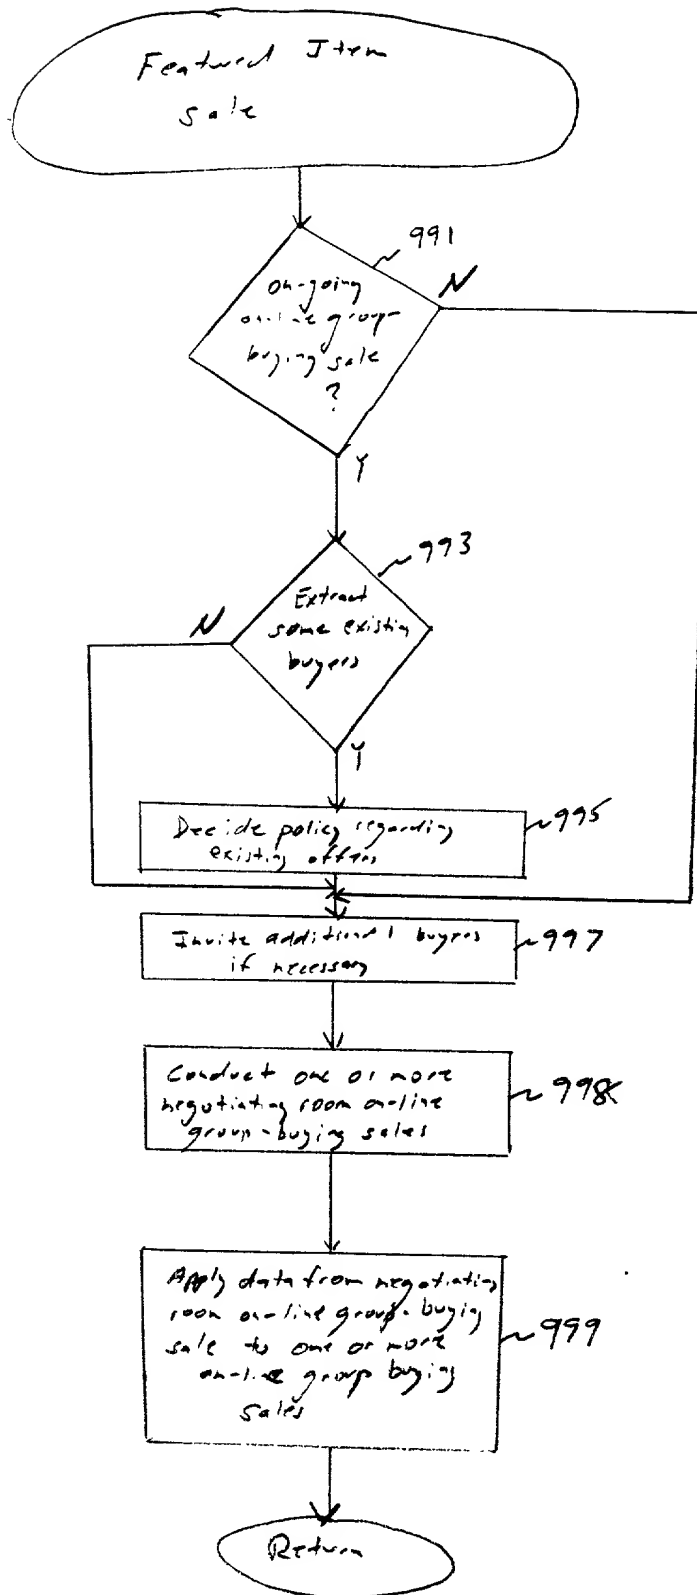 Featured Item
sale
991
N
on-going
on-line group-
buying sale
?
Y
993
N
Extract
some existing
buyers
Y
Decide policy regarding
existing offers
995
Invite additional buyers
if necessary
997
Conduct one or more
negotiating room on-line
group-buying sales
998
Apply data from negotiating
room on-line group-buying
sale to one or more
on-line group buying
sales
999
Return